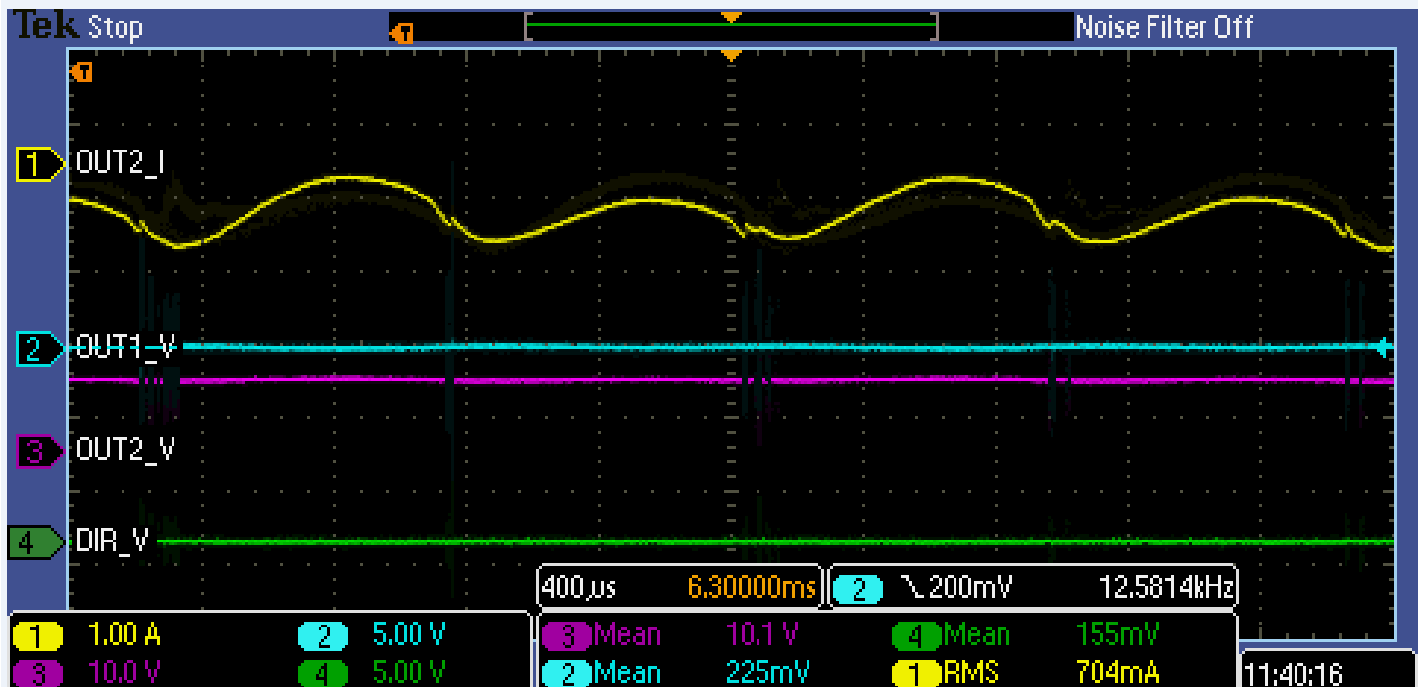 Tek Stop T Noise Filter Off
T
1 OUT2_I
2 OUT1_V
3 OUT2_V
4 DIR_V
400µs 6.30000ms 2 200mV 12.5814kHz
1 1.00 A 2 5.00 V 3 Mean 10.1 V 4 Mean 155mV
3 10.0 V 4 5.00 V 2 Mean 225mV 1 RMS 704mA 11:40:16